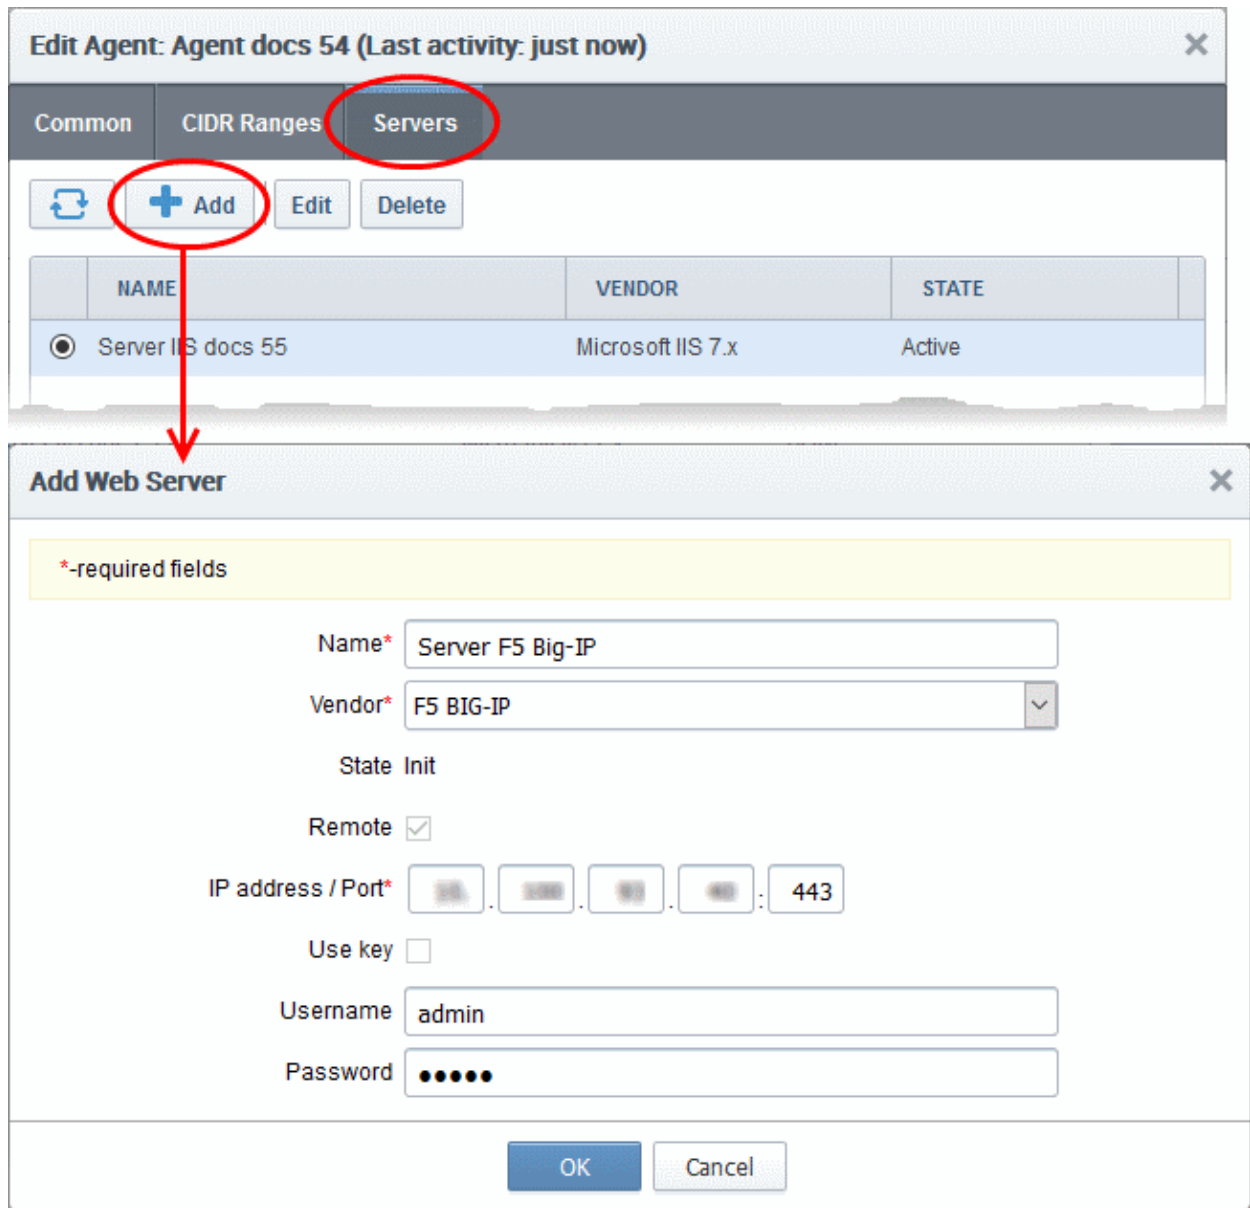 Edit Agent: Agent docs 54 (Last activity: just now)
Common CIDR Ranges Servers
Add Edit Delete
NAME VENDOR STATE
Server IIS docs 55 Microsoft IIS 7.x Active
Add Web Server
*-required fields
Name* Server F5 Big-IP
Vendor* F5 BIG-IP
State Init
Remote
IP address / Port* . . . : 443
Use key
Username admin
Password •••••
OK Cancel